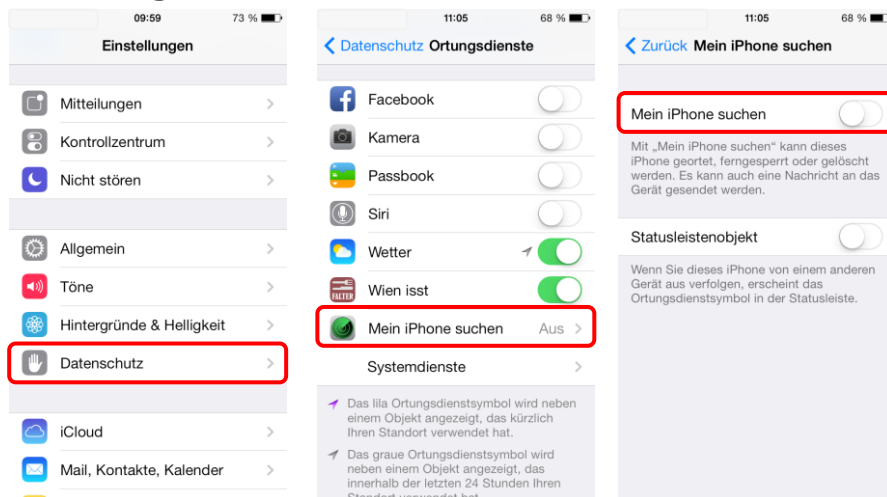 09:59 73 %
Einstellungen
Mitteilungen
Kontrollzentrum
Nicht stören
Allgemein
Töne
Hintergründe & Helligkeit
Datenschutz
iCloud
Mail, Kontakte, Kalender
11:05 68 %
Datenschutz Ortungsdienste
Facebook
Kamera
Passbook
Siri
Wetter
FALTER Wien isst
Mein iPhone suchen Aus
Systemdienste
Das lila Ortungsdienstsymbol wird neben
einem Objekt angezeigt, das kürzlich
Ihren Standort verwendet hat.
Das graue Ortungsdienstsymbol wird
neben einem Objekt angezeigt, das
innerhalb der letzten 24 Stunden Ihren
Standort verwendet hat
11:05 68 %
Zurück Mein iPhone suchen
Mein iPhone suchen
Mit „Mein iPhone suchen“ kann dieses
iPhone geortet, ferngesperrt oder gelöscht
werden. Es kann auch eine Nachricht an das
Gerät gesendet werden.
Statusleistenobjekt
Wenn Sie dieses iPhone von einem anderen
Gerät aus verfolgen, erscheint das
Ortungsdienstsymbol in der Statusleiste.